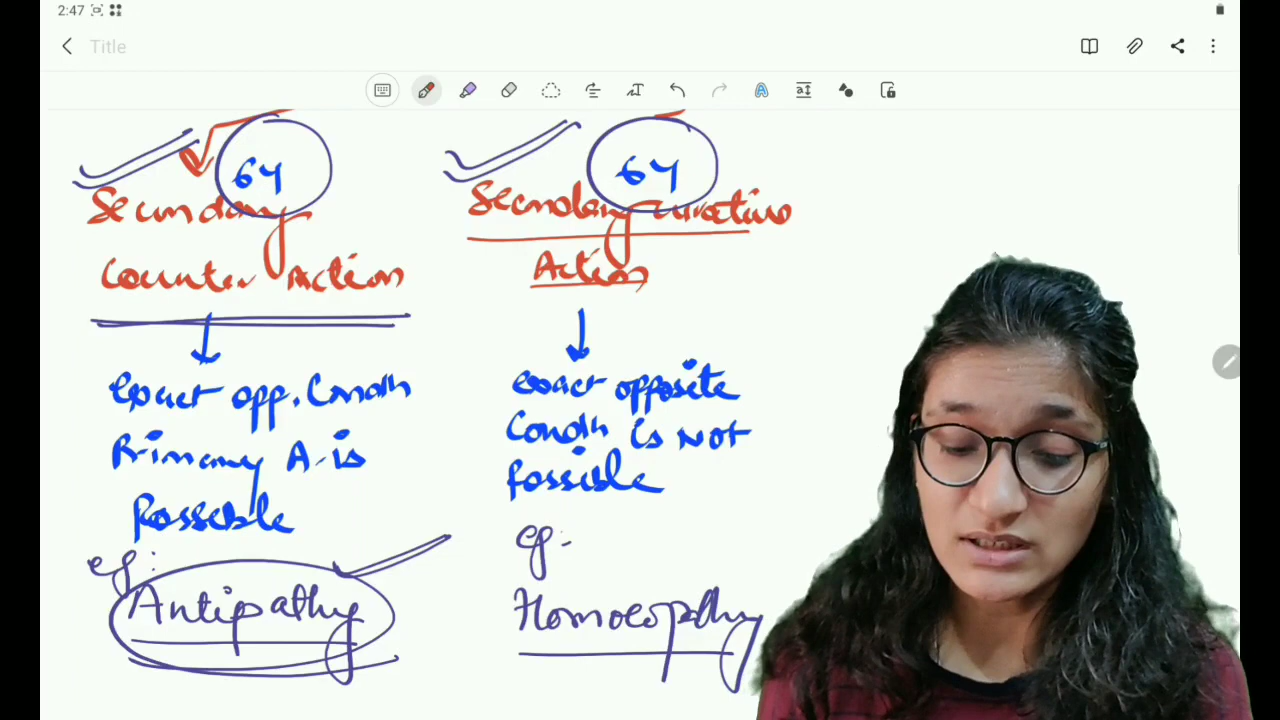 2:47
Title
64
Secundary
Counter Action
exact opp. Condn
Primary A. is
Possible
eg:
Antipathy
64
Secondary curative
Action
exact opposite
Condn is NOT
Possible
eg:
Homoeopathy